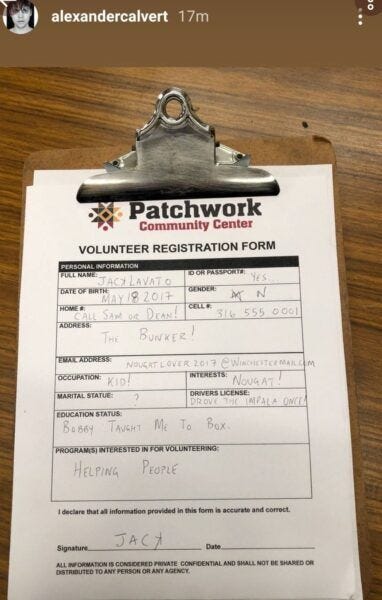 alexandercalvert 17m
Patchwork
Community Center
VOLUNTEER REGISTRATION FORM
PERSONAL INFORMATION
FULL NAME: JACK LAVATO ID OR PASSPORT#: YES..
DATE OF BIRTH: MAY 18 2017 GENDER: N
HOME #: CALL SAM OR DEAN! CELL #: 316 555 0001
ADDRESS:
THE BUNKER!
EMAIL ADDRESS: NOUGATLOVER.2017@WINCHESTERMAIL.COM
OCCUPATION: KID! INTERESTS: NOUGAT!
MARITAL STATUE: ? DRIVERS LICENSE: DROVE THE IMPALA ONCE!
EDUCATION STATUS:
BOBBY TAUGHT ME TO BOX.
PROGRAM(S) INTERESTED IN FOR VOLUNTEERING:
HELPING PEOPLE
I declare that all information provided in this form is accurate and correct.
Signature JACK Date
ALL INFORMATION IS CONSIDERED PRIVATE CONFIDENTIAL AND SHALL NOT BE SHARED OR
DISTRIBUTED TO ANY PERSON OR ANY AGENCY.